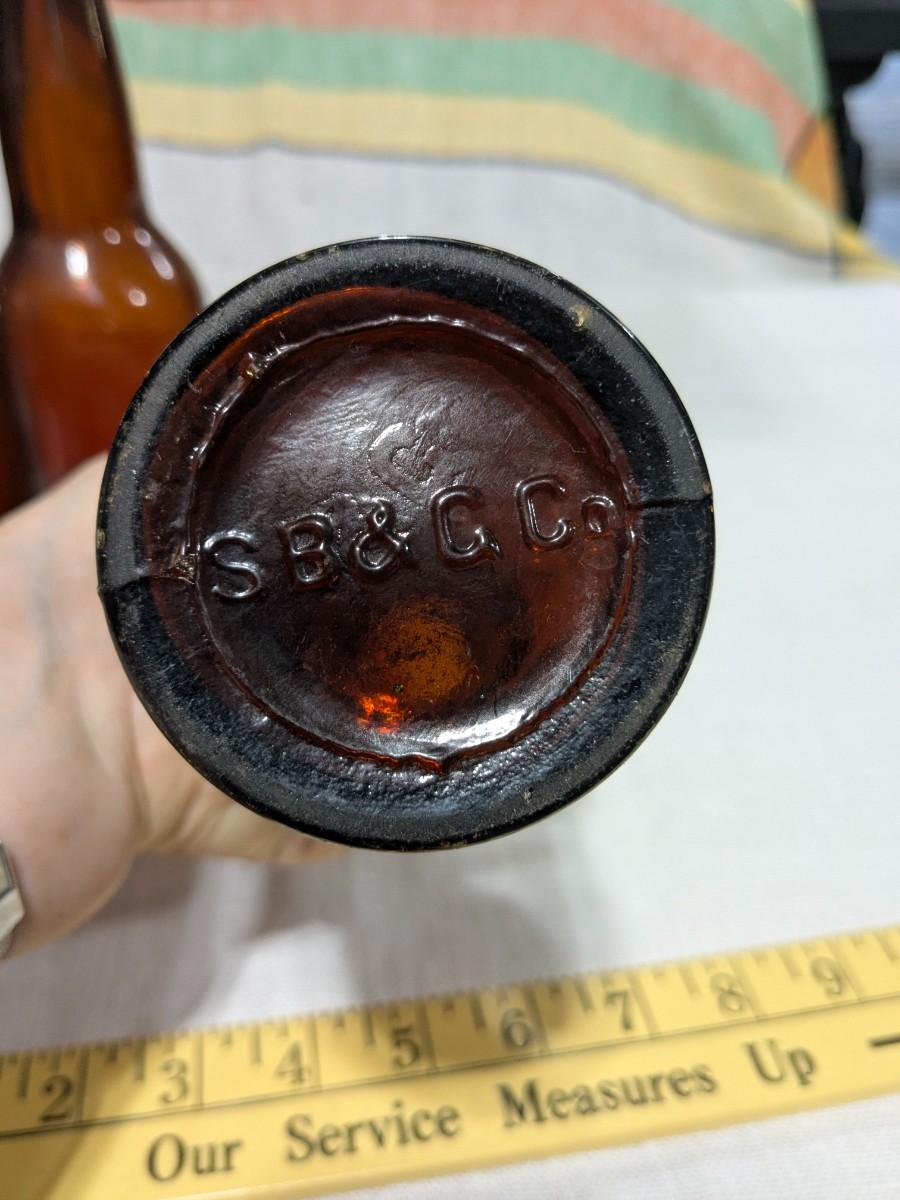 C
SB&G Co
2 3 4 5 6 7 8 9
Our Service Measures Up